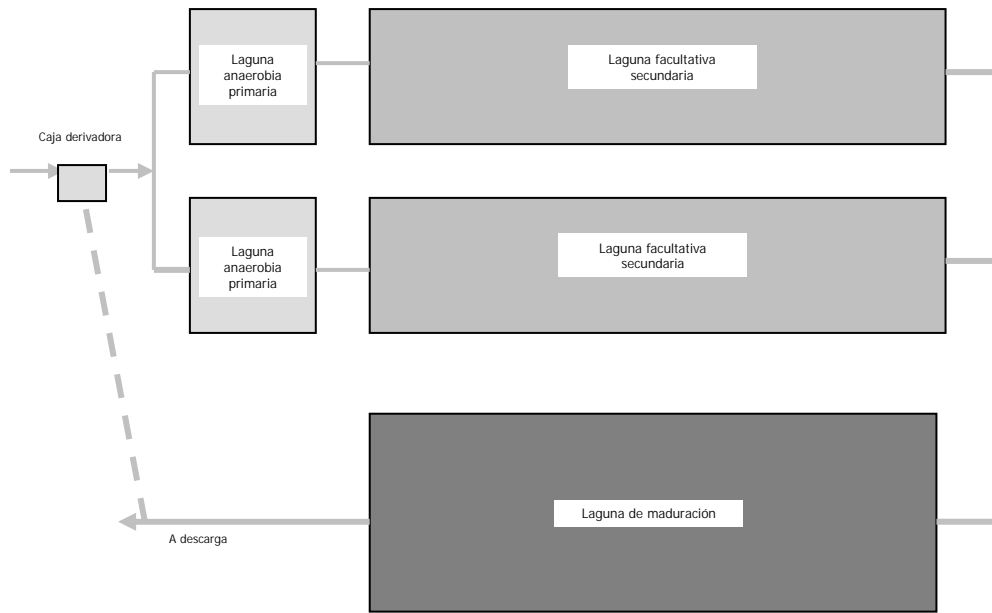 Laguna
anaerobia
primaria
Laguna facultativa
secundaria
Caja derivadora
Laguna
anaerobia
primaria
Laguna facultativa
secundaria
Laguna de maduración
A descarga